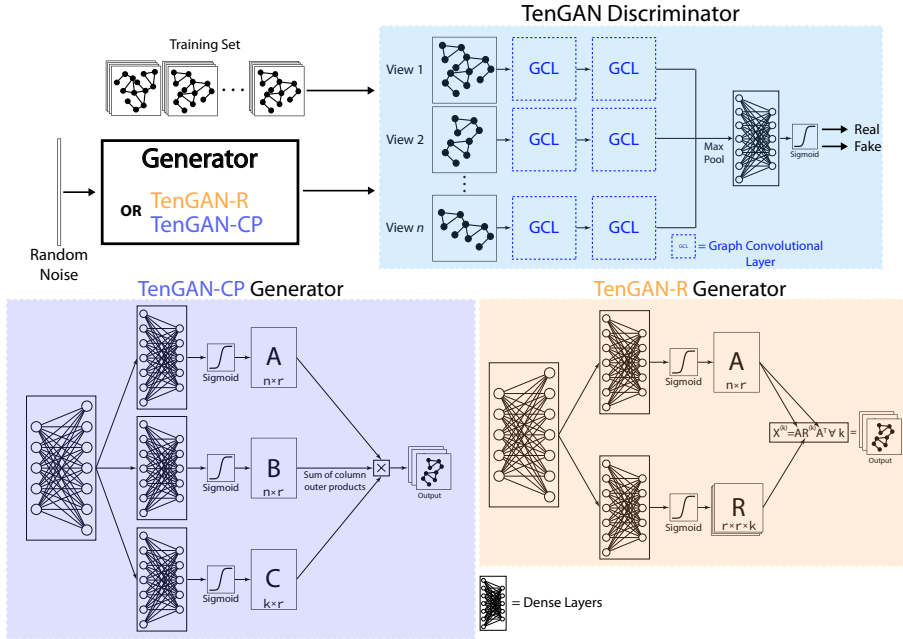 TenGAN Discriminator
Training Set
. . .
View 1
GCL
GCL
View 2
GCL
GCL
...
View n
GCL
GCL
Max
Pool
Sigmoid
Real
Fake
GCL
= Graph Convolutional
Layer
Generator
OR
TenGAN-R
TenGAN-CP
Random
Noise
TenGAN-CP Generator
Sigmoid
A
n×r
Sigmoid
B
n×r
Sigmoid
C
k×r
Sum of column
outer products
×
Output
TenGAN-R Generator
Sigmoid
A
n×r
Sigmoid
R
r×r×k
X⁽ᵏ⁾=AR⁽ᵏ⁾Aᵀ∀ k
=
Output
= Dense Layers